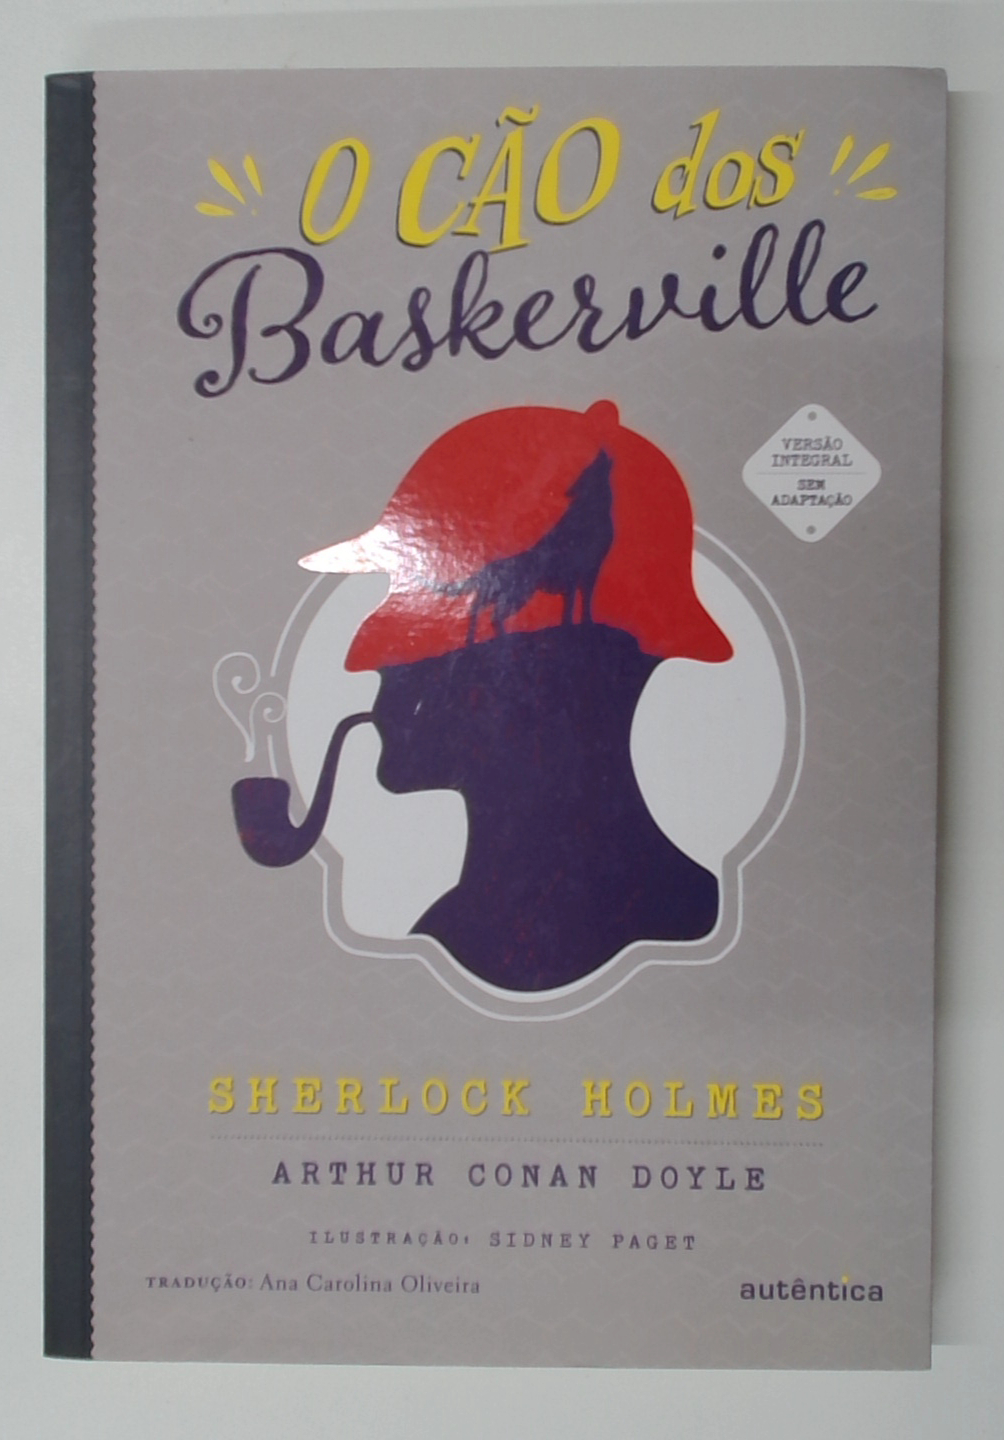 O CÃO dos
Baskerville
VERSÃO
INTEGRAL
SEM
ADAPTAÇÃO
SHERLOCK HOLMES
ARTHUR CONAN DOYLE
ILUSTRAÇÃO: SIDNEY PAGET
TRADUÇÃO: Ana Carolina Oliveira
autêntica